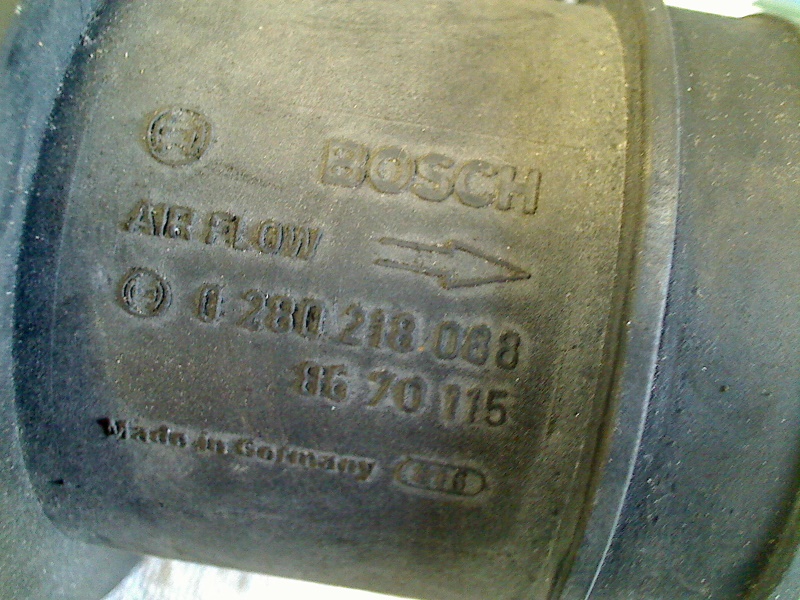 BOSCH
AIR FLOW
0 280 218 088
86 70 115
Made in Germany